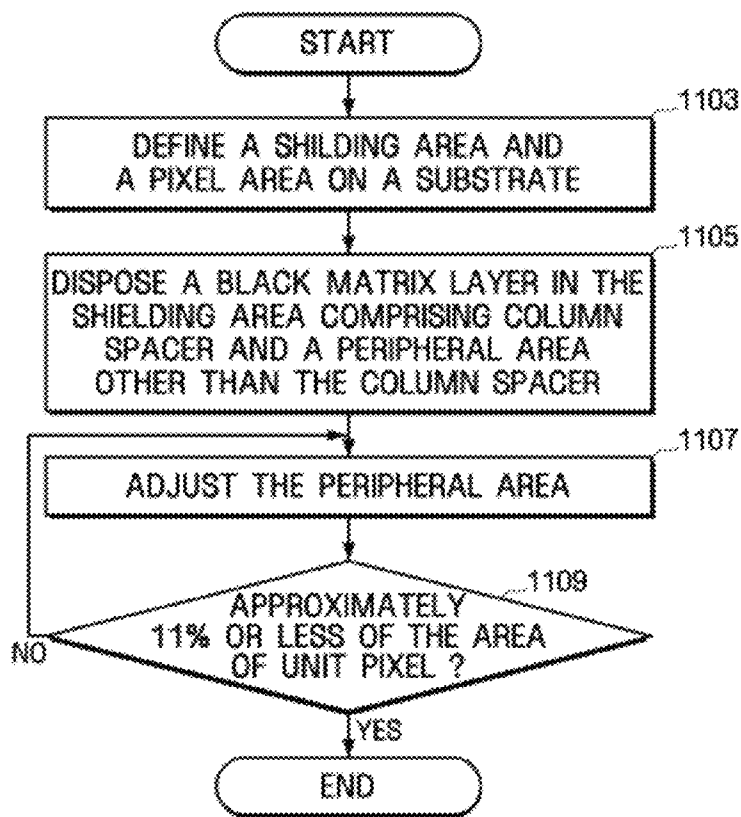 START
1103
DEFINE A SHILDING AREA AND
A PIXEL AREA ON A SUBSTRATE
1105
DISPOSE A BLACK MATRIX LAYER IN THE
SHIELDING AREA COMPRISING COLUMN
SPACER AND A PERIPHERAL AREA
OTHER THAN THE COLUMN SPACER
1107
ADJUST THE PERIPHERAL AREA
1109
APPROXIMATELY
11% OR LESS OF THE AREA
OF UNIT PIXEL ?
NO
YES
END